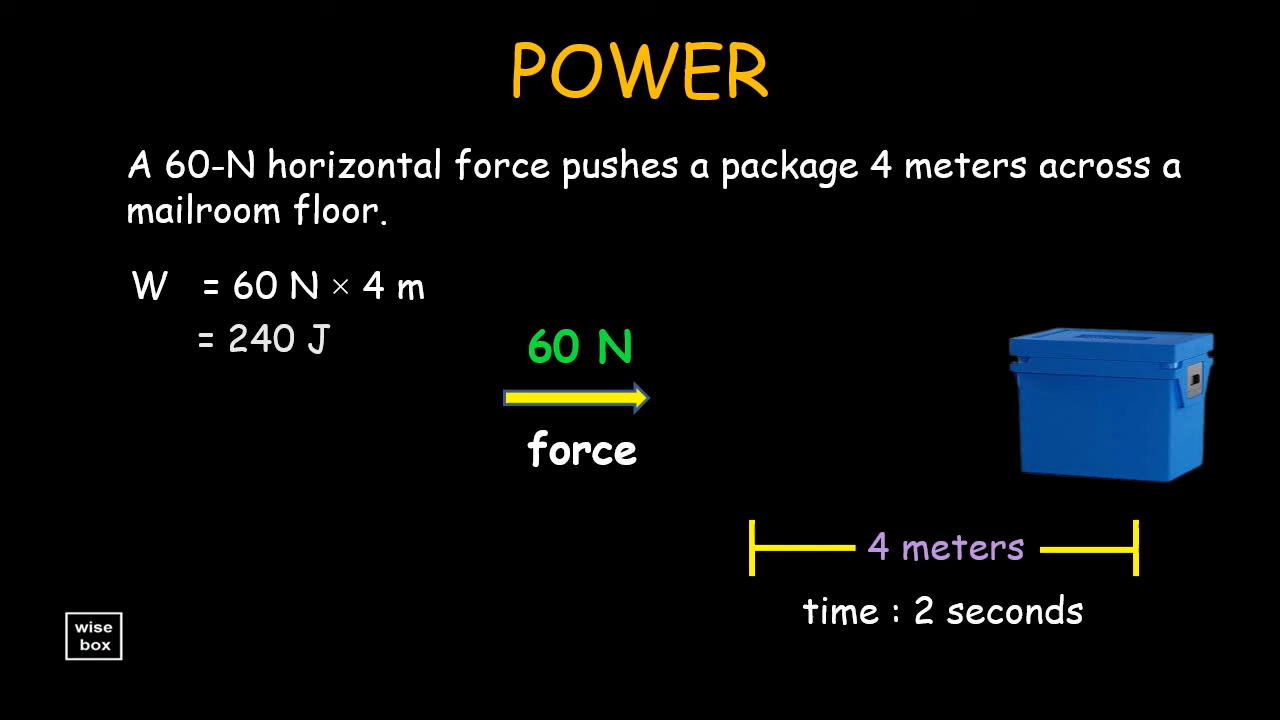 POWER
A 60-N horizontal force pushes a package 4 meters across a
mailroom floor.
W = 60 N × 4 m
= 240 J
60 N
force
4 meters
time : 2 seconds
wise
box